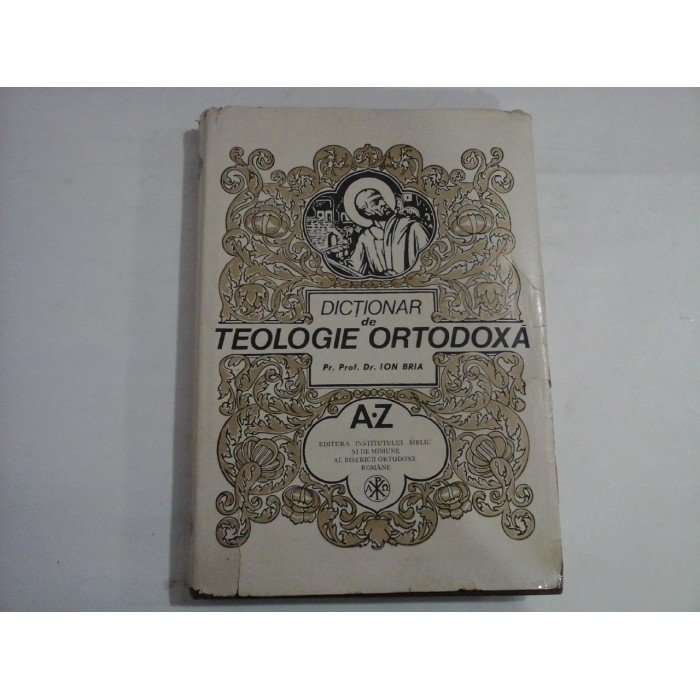 DICȚIONAR
de
TEOLOGIE ORTODOXĂ
Pr. Prof. Dr. ION BRIA
A-Z
EDITURA INSTITUTULUI BIBLIC
ȘI DE MISIUNE
AL BISERICII ORTODOXE
ROMÂNE